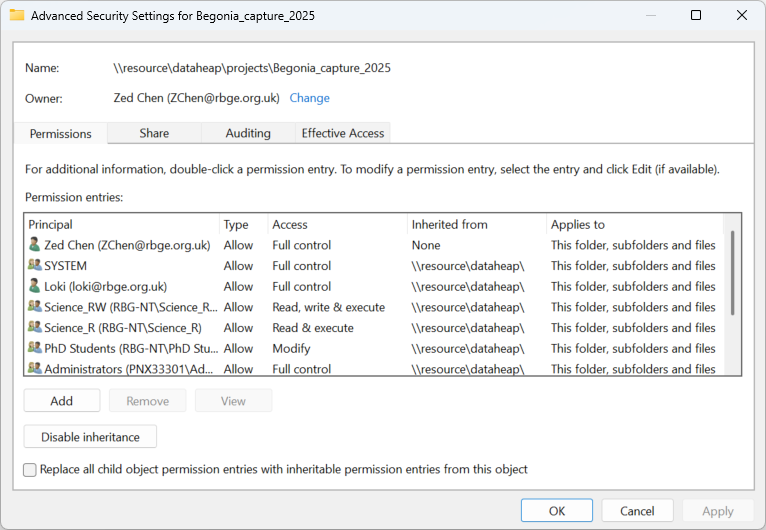 Advanced Security Settings for Begonia_capture_2025
Name: \\resource\dataheap\projects\Begonia_capture_2025
Owner: Zed Chen (ZChen@rbge.org.uk) Change
Permissions Share Auditing Effective Access
For additional information, double-click a permission entry. To modify a permission entry, select the entry and click Edit (if available).
Permission entries:
Principal Type Access Inherited from Applies to
Zed Chen (ZChen@rbge.org.uk) Allow Full control None This folder, subfolders and files
SYSTEM Allow Full control \\resource\dataheap\ This folder, subfolders and files
Loki (loki@rbge.org.uk) Allow Full control \\resource\dataheap\ This folder, subfolders and files
Science_RW (RBG-NT\Science_R... Allow Read, write & execute \\resource\dataheap\ This folder, subfolders and files
Science_R (RBG-NT\Science_R) Allow Read & execute \\resource\dataheap\ This folder, subfolders and files
PhD Students (RBG-NT\PhD Stu... Allow Modify \\resource\dataheap\ This folder, subfolders and files
Administrators (PNX33301\Ad... Allow Full control \\resource\dataheap\ This folder, subfolders and files
Add Remove View
Disable inheritance
Replace all child object permission entries with inheritable permission entries from this object
OK Cancel Apply